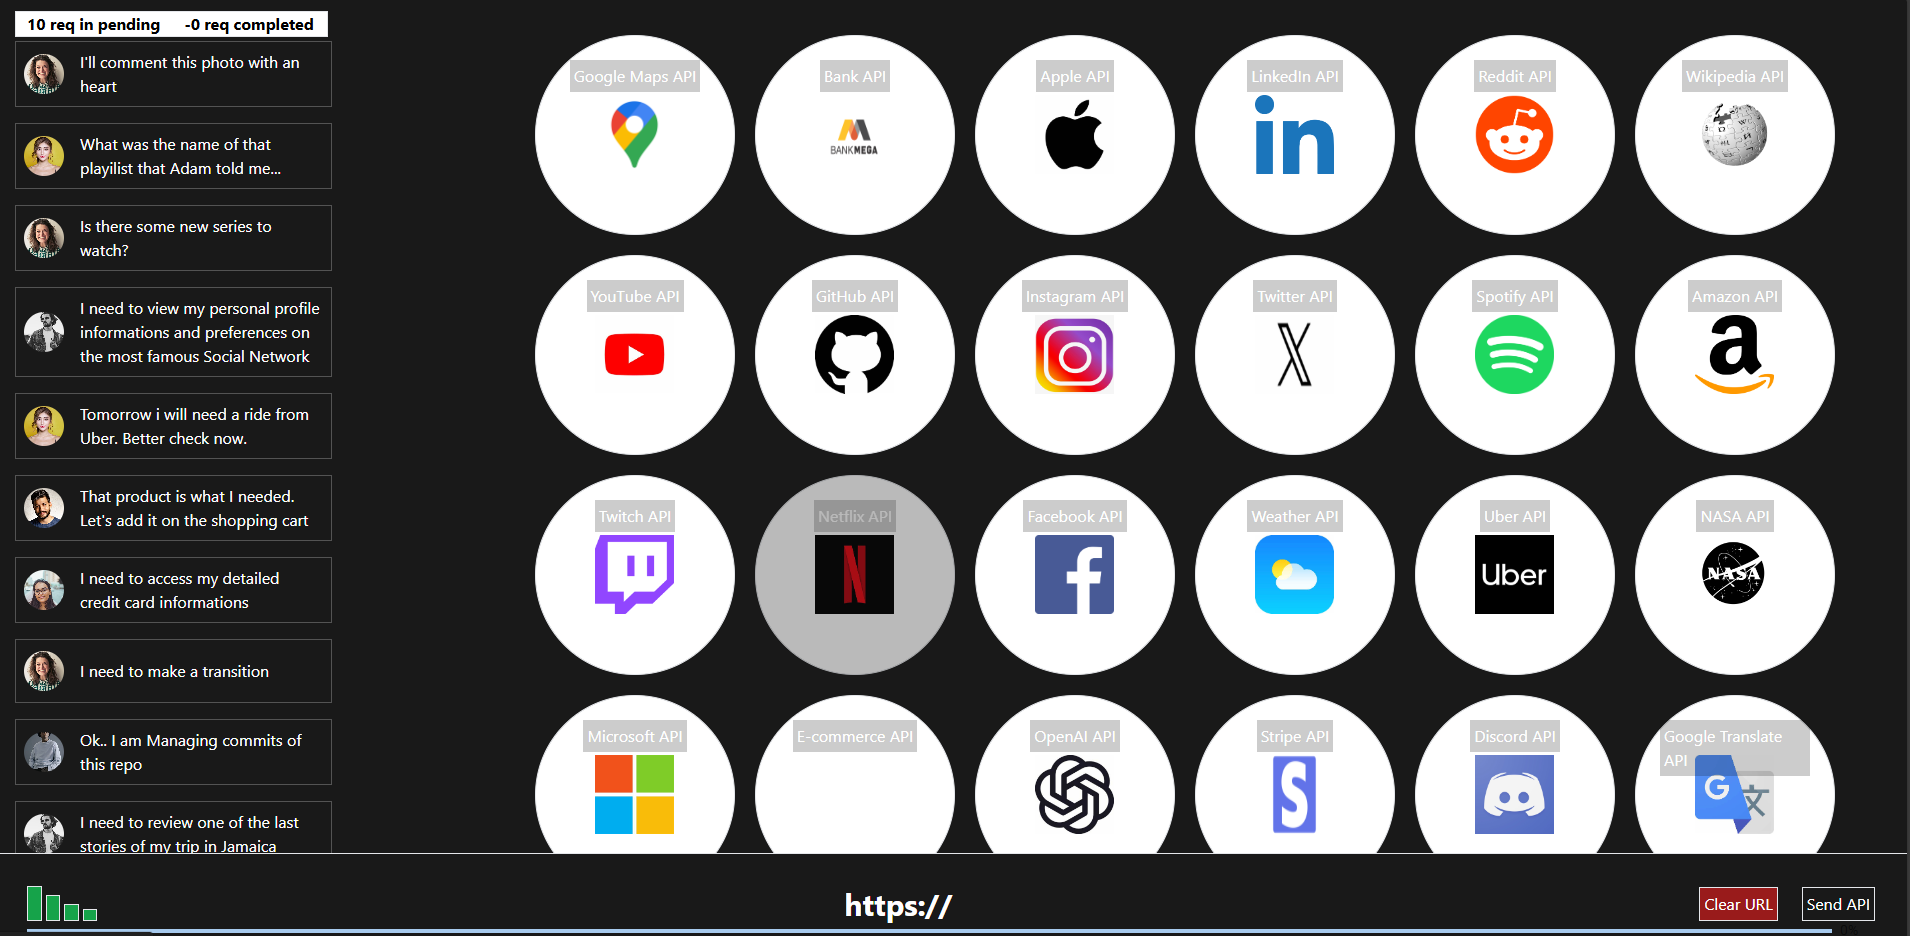 10 req in pending -0 req completed
I'll comment this photo with an
heart
What was the name of that
playilist that Adam told me...
Is there some new series to
watch?
I need to view my personal profile
informations and preferences on
the most famous Social Network
Tomorrow i will need a ride from
Uber. Better check now.
That product is what I needed.
Let's add it on the shopping cart
I need to access my detailed
credit card informations
I need to make a transition
Ok.. I am Managing commits of
this repo
I need to review one of the last
stories of my trip in Jamaica
Google Maps API
Bank API
BANKMEGA
Apple API
LinkedIn API
in
Reddit API
Wikipedia API
YouTube API
GitHub API
Instagram API
Twitter API
X
Spotify API
Amazon API
a
Twitch API
Netflix API
N
Facebook API
f
Weather API
Uber API
Uber
NASA API
NASA
Microsoft API
E-commerce API
OpenAI API
Stripe API
S
Discord API
Google Translate
API
G
文
https://
Clear URL
Send API